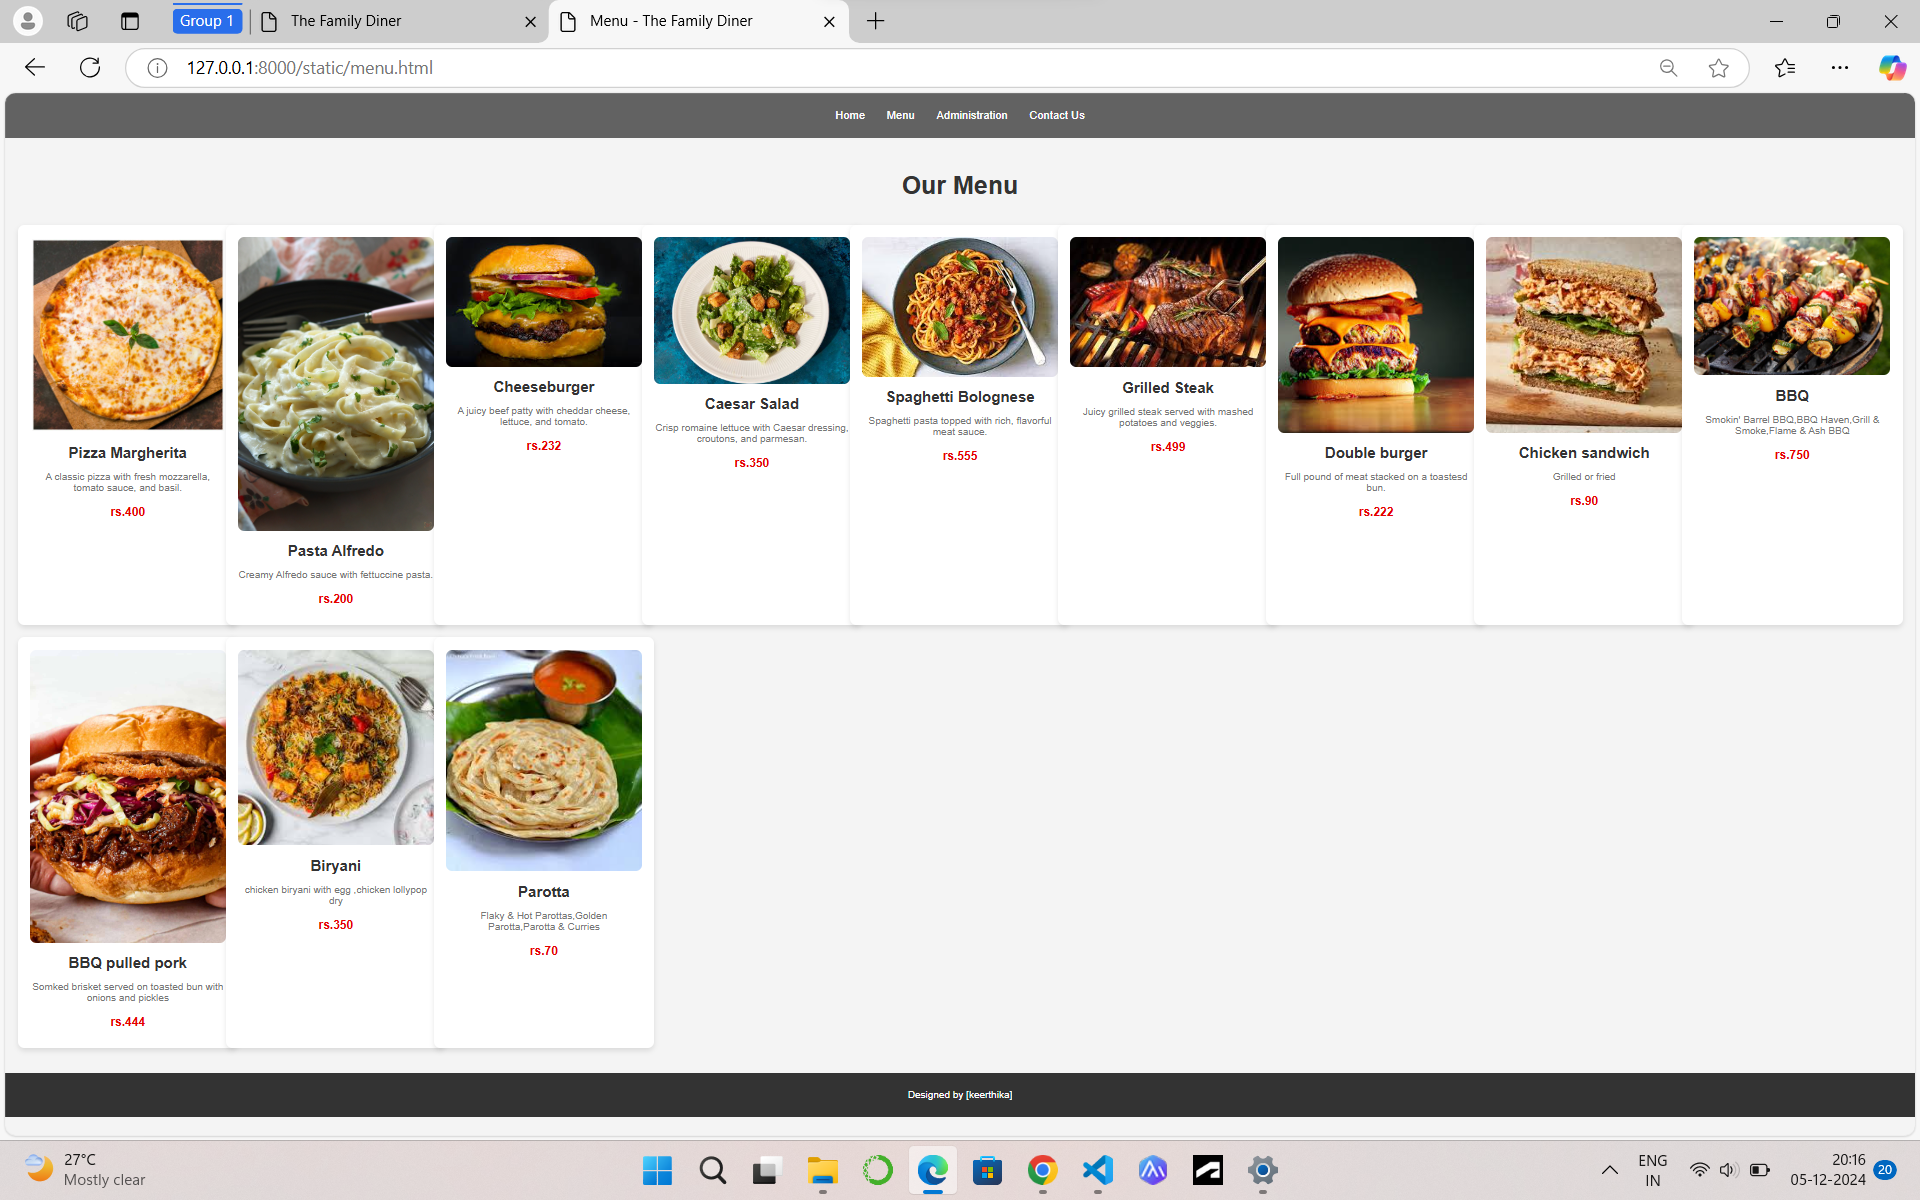 Group 1
The Family Diner
Menu - The Family Diner
127.0.0.1:8000/static/menu.html
Home Menu Administration Contact Us
Our Menu
Pizza Margherita
A classic pizza with fresh mozzarella,
tomato sauce, and basil.
rs.400
Pasta Alfredo
Creamy Alfredo sauce with fettuccine pasta.
rs.200
Cheeseburger
A juicy beef patty with cheddar cheese,
lettuce, and tomato.
rs.232
Caesar Salad
Crisp romaine lettuce with Caesar dressing,
croutons, and parmesan.
rs.350
Spaghetti Bolognese
Spaghetti pasta topped with rich, flavorful
meat sauce.
rs.555
Grilled Steak
Juicy grilled steak served with mashed
potatoes and veggies.
rs.499
Double burger
Full pound of meat stacked on a toastesd
bun.
rs.222
Chicken sandwich
Grilled or fried
rs.90
BBQ
Smokin' Barrel BBQ,BBQ Haven,Grill &
Smoke,Flame & Ash BBQ
rs.750
BBQ pulled pork
Somked brisket served on toasted bun with
onions and pickles
rs.444
Biryani
chicken biryani with egg ,chicken lollypop
dry
rs.350
Parotta
Flaky & Hot Parottas,Golden
Parotta,Parotta & Curries
rs.70
Designed by [keerthika]
27°C
Mostly clear
ENG
IN
20:16
05-12-2024
20